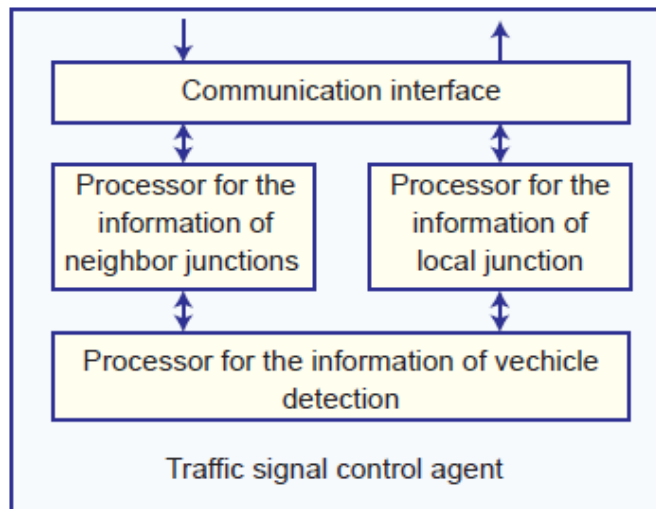 Communication interface
Processor for the
information of
neighbor junctions
Processor for the
information of
local junction
Processor for the information of vechicle
detection
Traffic signal control agent